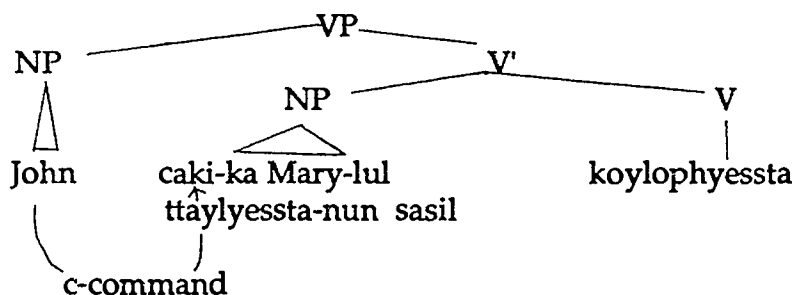 VP
NP V'
NP V
John caki-ka Mary-lul koylophyessta
ttaylyessta-nun sasil
c-command